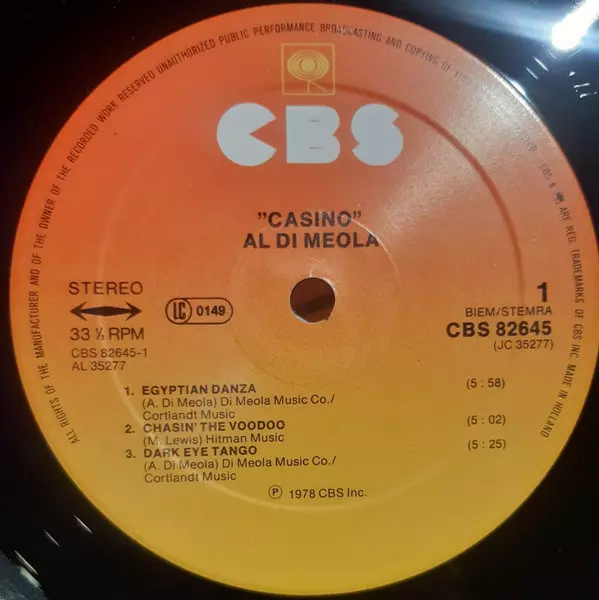 ALL RIGHTS OF THE MANUFACTURER AND OF THE OWNER OF THE RECORDED WORK RESERVED UNAUTHORIZED PUBLIC PERFORMANCE BROADCASTING AND COPYING OF
CBS & ARE REG. TRADEMARKS OF CBS INC. MADE IN HOLLAND
CBS
"CASINO"
AL DI MEOLA
STEREO
33 ⅓ RPM
CBS 82645-1
AL 35277
LC 0149
1
BIEM/STEMRA
CBS 82645
(JC 35277)
1. EGYPTIAN DANZA (5 : 58)
(A. Di Meola) Di Meola Music Co./
Cortlandt Music
2. CHASIN' THE VOODOO (5 : 02)
(M. Lewis) Hitman Music
3. DARK EYE TANGO (5 : 25)
(A. Di Meola) Di Meola Music Co./
Cortlandt Music
℗ 1978 CBS Inc.